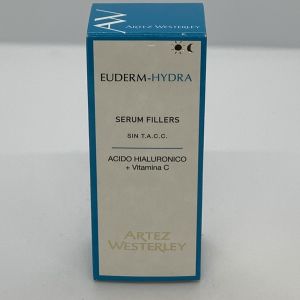 AW
ARTEZ WESTERLEY
EUDERM-HYDRA
SERUM FILLERS
SIN T.A.C.C.
ACIDO HIALURONICO
+ Vitamina C
ARTEZ
WESTERLEY